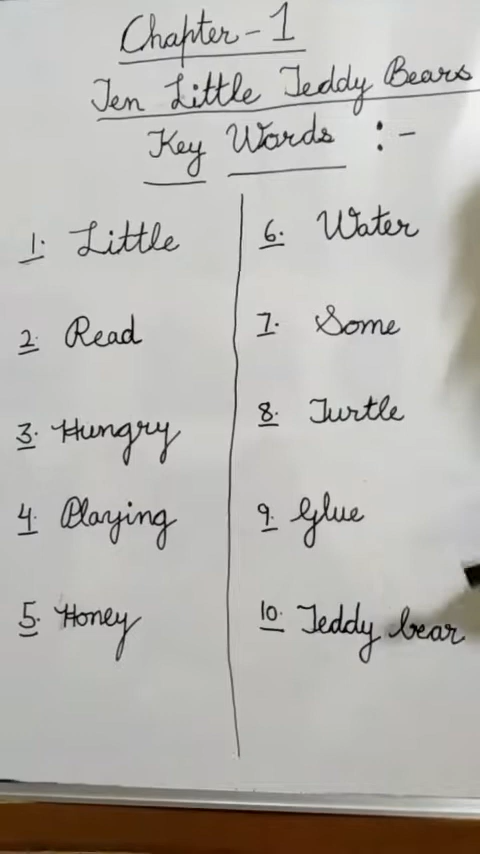 Chapter - 1
Ten Little Teddy Bears
Key Words :-
1. Little
2. Read
3. Hungry
4. Playing
5. Honey
6. Water
7. Some
8. Turtle
9. Glue
10. Teddy bear